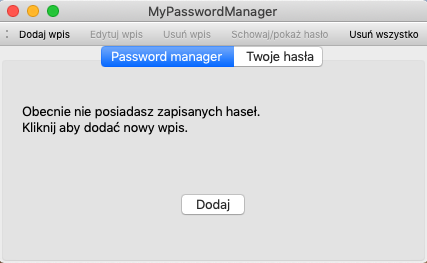 MyPasswordManager
Dodaj wpis Edytuj wpis Usuń wpis Schowaj/pokaż hasło Usuń wszystko
Password manager Twoje hasła
Obecnie nie posiadasz zapisanych haseł.
Kliknij aby dodać nowy wpis.
Dodaj